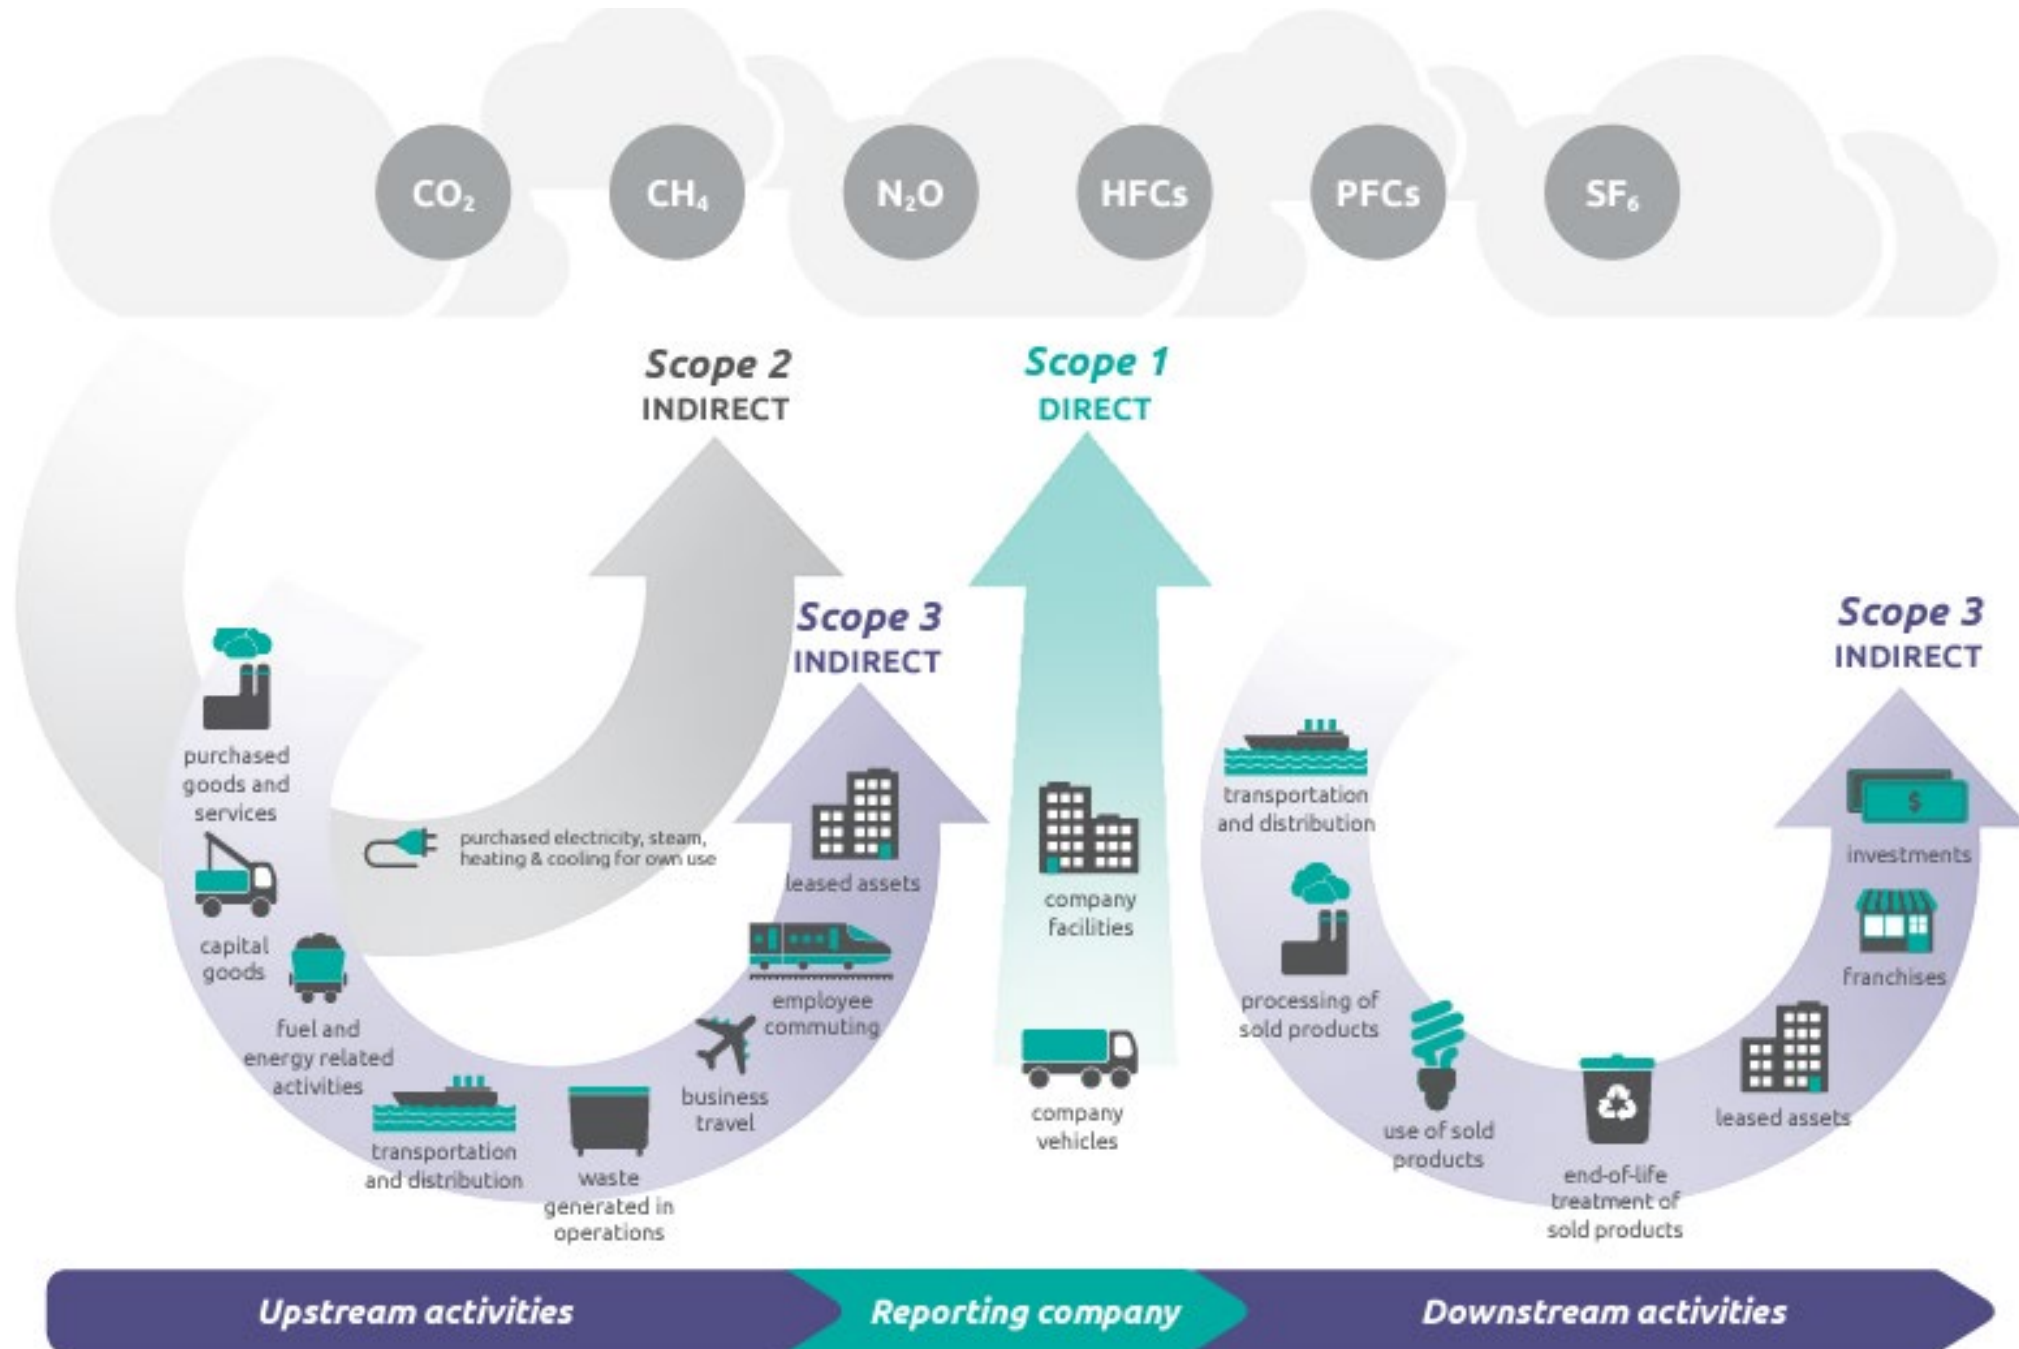 CO₂
CH₄
N₂O
HFCs
PFCs
SF₆
Scope 2
INDIRECT
Scope 1
DIRECT
Scope 3
INDIRECT
Scope 3
INDIRECT
purchased
goods and
services
capital
goods
fuel and
energy related
activities
transportation
and distribution
waste
generated in
operations
business
travel
employee
commuting
leased assets
purchased electricity, steam,
heating & cooling for own use
company
facilities
company
vehicles
transportation
and distribution
processing of
sold products
use of sold
products
end-of-life
treatment of
sold products
leased assets
franchises
investments
$
Upstream activities
Reporting company
Downstream activities